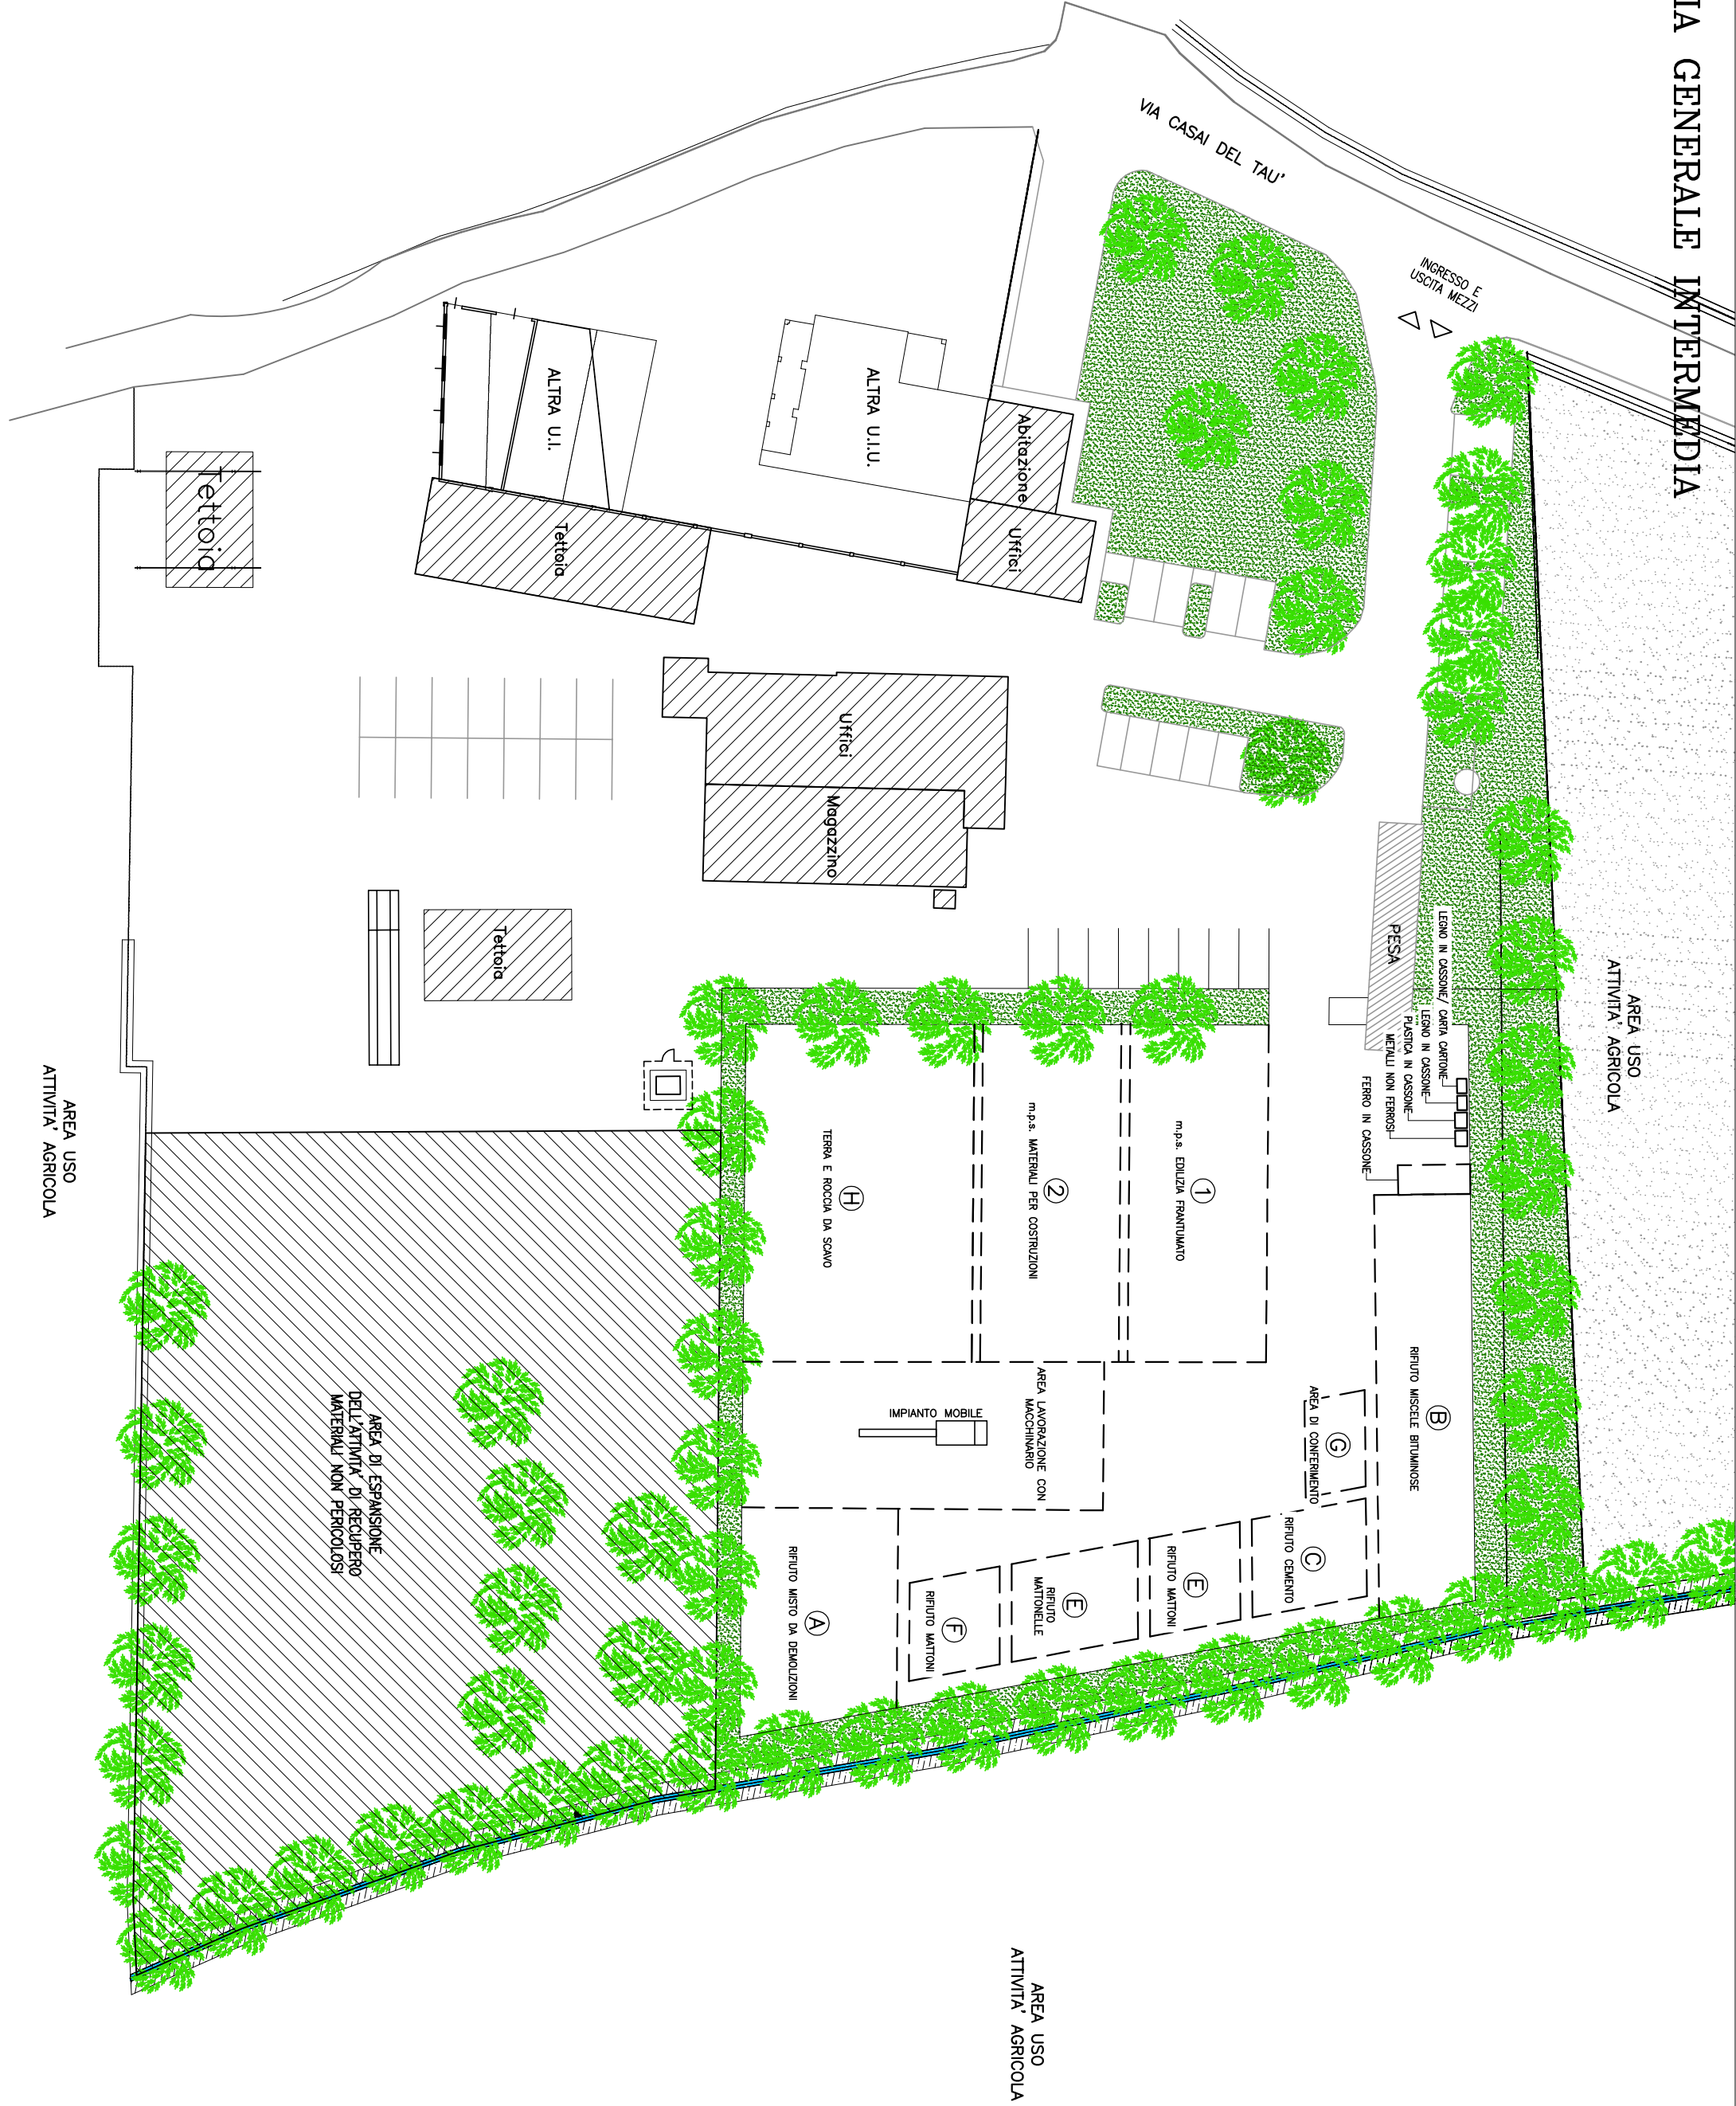 IA GENERALE INTERMEDIA
VIA CASAI DEL TAU'
INGRESSO E
USCITA MEZZI
AREA USO
ATTIVITA' AGRICOLA
ALTRA U.I.U.
ALTRA U.I.
Abitazione
Uffici
Tettoia
Tettoia
Uffici
Magazzino
Tettoia
PESA
LEGNO IN CASSONE/ CARTA CARTONE
LEGNO IN CASSONE
PLASTICA IN CASSONE
METALLI NON FERROSI
FERRO IN CASSONE
1
m.p.s. EDILIZIA FRANTUMATO
2
m.p.s. MATERIALI PER COSTRUZIONI
H
TERRA E ROCCIA DA SCAVO
B
RIFIUTO MISCELE BITUMINOSE
G
AREA DI CONFERIMENTO
AREA LAVORAZIONE CON
MACCHINARIO
IMPIANTO MOBILE
C
RIFIUTO CEMENTO
E
RIFIUTO MATTONI
E
RIFIUTO
MATTONELLE
F
RIFIUTO MATTONI
A
RIFIUTO MISTO DA DEMOLIZIONI
AREA DI ESPANSIONE
DELL'ATTIVITA' DI RECUPERO
MATERIALI NON PERICOLOSI
AREA USO
ATTIVITA' AGRICOLA
AREA USO
ATTIVITA' AGRICOLA